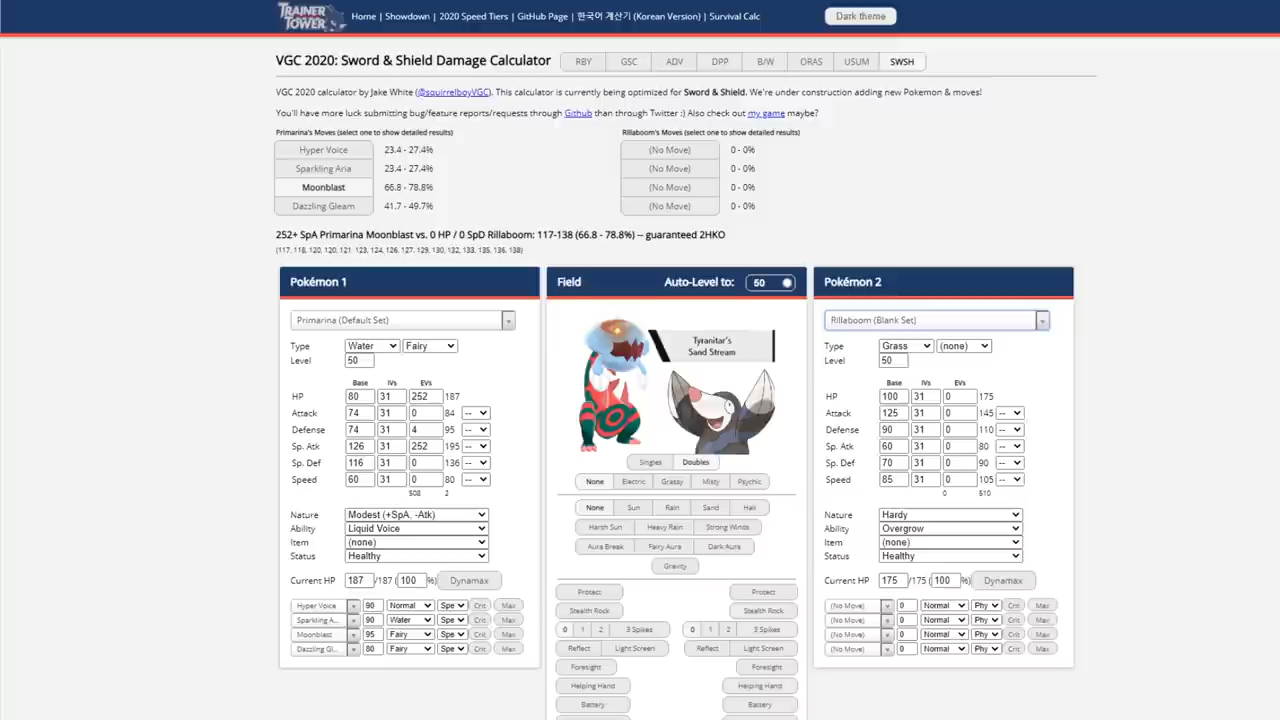 TRAINER TOWER
Home | Showdown | 2020 Speed Tiers | GitHub Page | 한국어 계산기 (Korean Version) | Survival Calc
Dark theme
VGC 2020: Sword & Shield Damage Calculator
RBY GSC ADV DPP B/W ORAS USUM SWSH
VGC 2020 calculator by Jake White (@squirrelboyVGC). This calculator is currently being optimized for Sword & Shield. We're under construction adding new Pokemon & moves!
You'll have more luck submitting bug/feature reports/requests through Github than through Twitter :) Also check out my game maybe?
Primarina's Moves (select one to show detailed results)
Hyper Voice 23.4 - 27.4%
Sparkling Aria 23.4 - 27.4%
Moonblast 66.8 - 78.8%
Dazzling Gleam 41.7 - 49.7%
Rillaboom's Moves (select one to show detailed results)
(No Move) 0 - 0%
(No Move) 0 - 0%
(No Move) 0 - 0%
(No Move) 0 - 0%
252+ SpA Primarina Moonblast vs. 0 HP / 0 SpD Rillaboom: 117-138 (66.8 - 78.8%) -- guaranteed 2HKO
(117, 118, 120, 120, 121, 123, 124, 126, 127, 129, 130, 132, 133, 135, 136, 138)
Pokémon 1
Primarina (Default Set)
Type Water Fairy
Level 50
Base IVs EVs
HP 80 31 252 187
Attack 74 31 0 84 --
Defense 74 31 4 95 --
Sp. Atk 126 31 252 195 --
Sp. Def 116 31 0 136 --
Speed 60 31 0 80 --
508 2
Nature Modest (+SpA, -Atk)
Ability Liquid Voice
Item (none)
Status Healthy
Current HP 187 /187 ( 100 %) Dynamax
Hyper Voice 90 Normal Spe Crit Max
Sparkling A... 90 Water Spe Crit Max
Moonblast 95 Fairy Spe Crit Max
Dazzling Gl... 80 Fairy Spe Crit Max
Field Auto-Level to: 50
Tyranitar's
Sand Stream
Singles Doubles
None Electric Grassy Misty Psychic
None Sun Rain Sand Hail
Harsh Sun Heavy Rain Strong Winds
Aura Break Fairy Aura Dark Aura
Gravity
Protect Protect
Stealth Rock Stealth Rock
0 1 2 3 Spikes 0 1 2 3 Spikes
Reflect Light Screen Reflect Light Screen
Foresight Foresight
Helping Hand Helping Hand
Battery Battery
Pokémon 2
Rillaboom (Blank Set)
Type Grass (none)
Level 50
Base IVs EVs
HP 100 31 0 175
Attack 125 31 0 145 --
Defense 90 31 0 110 --
Sp. Atk 60 31 0 80 --
Sp. Def 70 31 0 90 --
Speed 85 31 0 105 --
0 510
Nature Hardy
Ability Overgrow
Item (none)
Status Healthy
Current HP 175 /175 ( 100 %) Dynamax
(No Move) 0 Normal Phy Crit Max
(No Move) 0 Normal Phy Crit Max
(No Move) 0 Normal Phy Crit Max
(No Move) 0 Normal Phy Crit Max